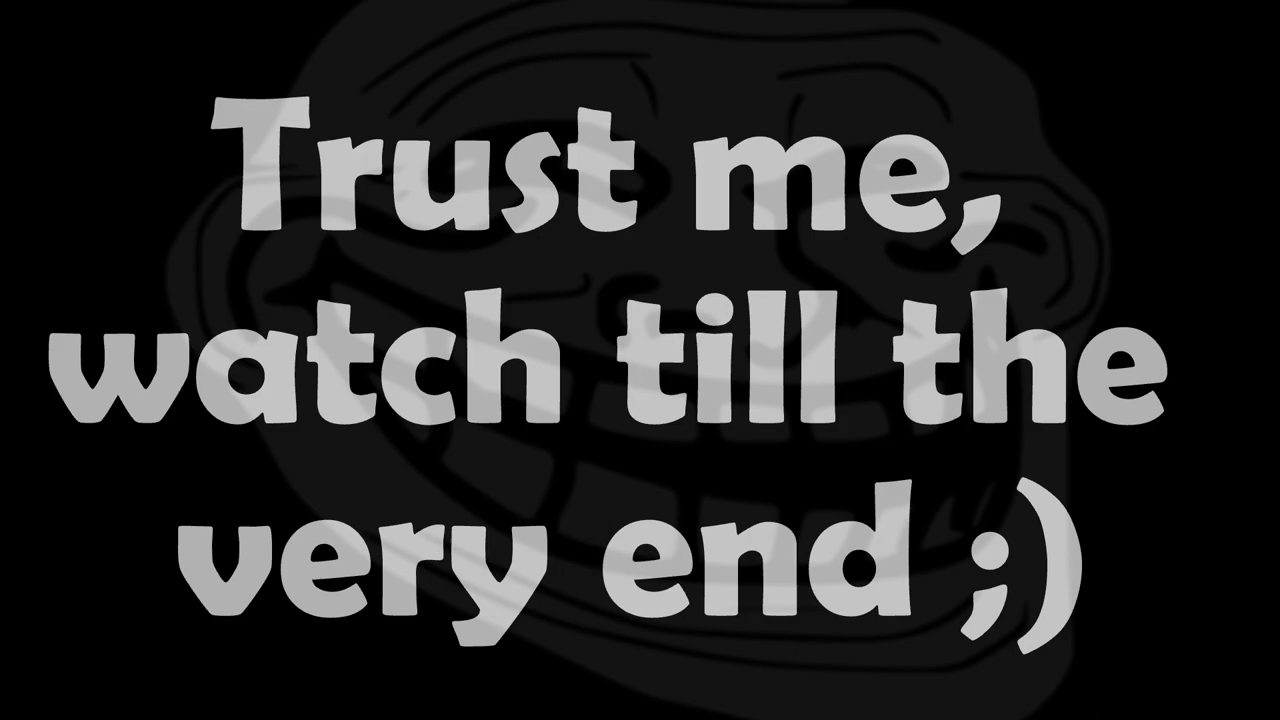 Trust me,
watch till the
very end ;)